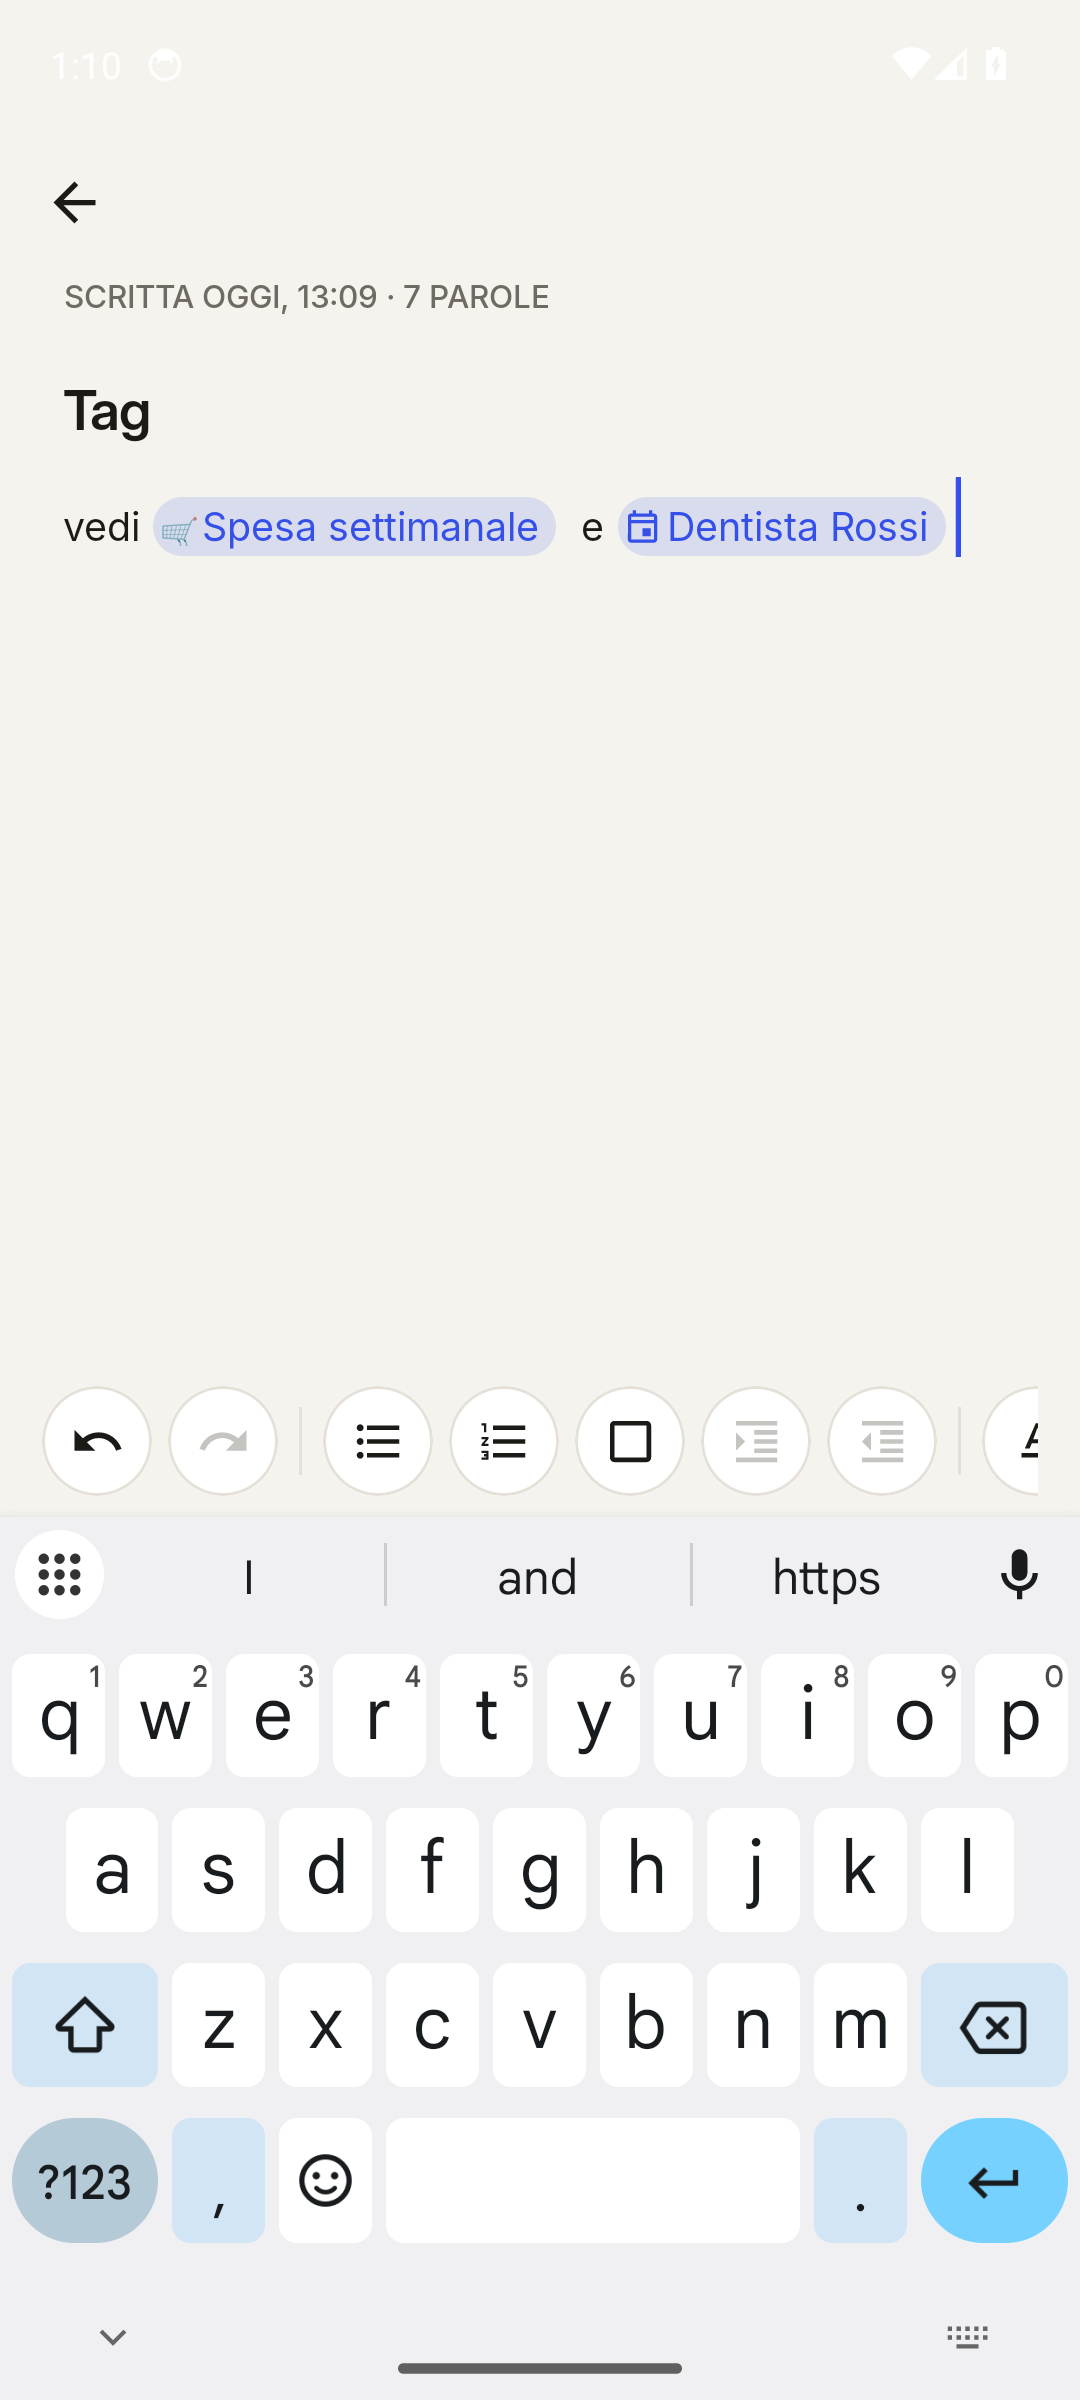 1:10
SCRITTA OGGI, 13:09 · 7 PAROLE
Tag
vedi 🛒Spesa settimanale e Dentista Rossi
I and https
q1 w2 e3 r4 t5 y6 u7 i8 o9 p0
a s d f g h j k l
z x c v b n m
?123 , .